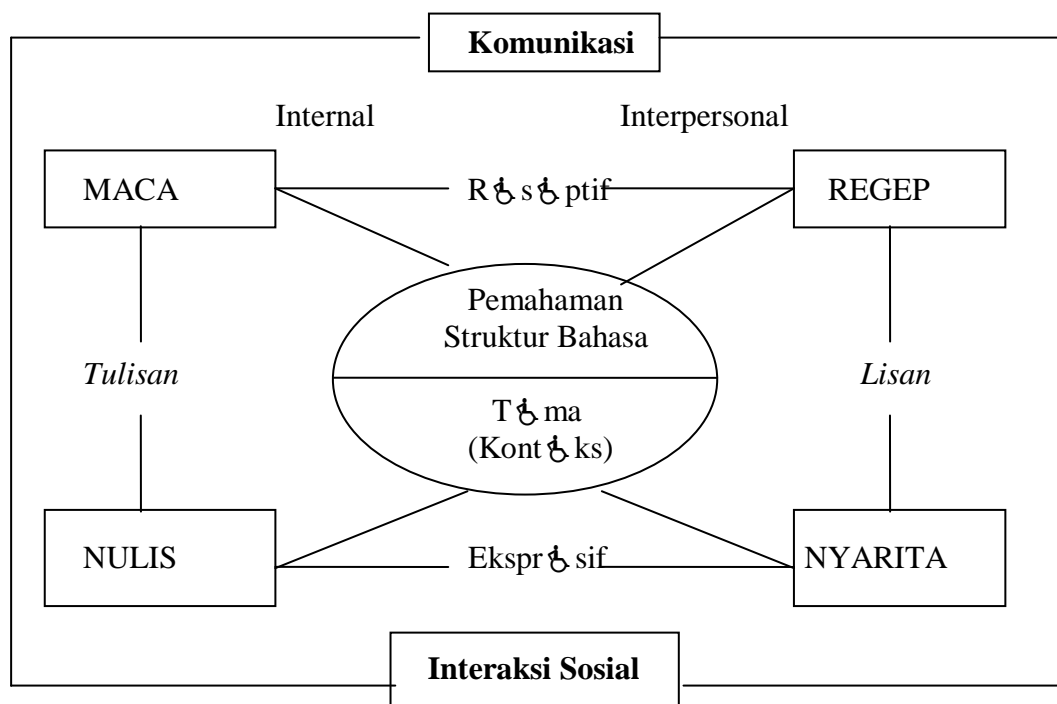 Komunikasi
Internal
Interpersonal
MACA
R♿s♿ptif
REGEP
Pemahaman
Struktur Bahasa
Tulisan
Lisan
T♿ma
(Kont♿ks)
NULIS
Ekspr♿sif
NYARITA
Interaksi Sosial